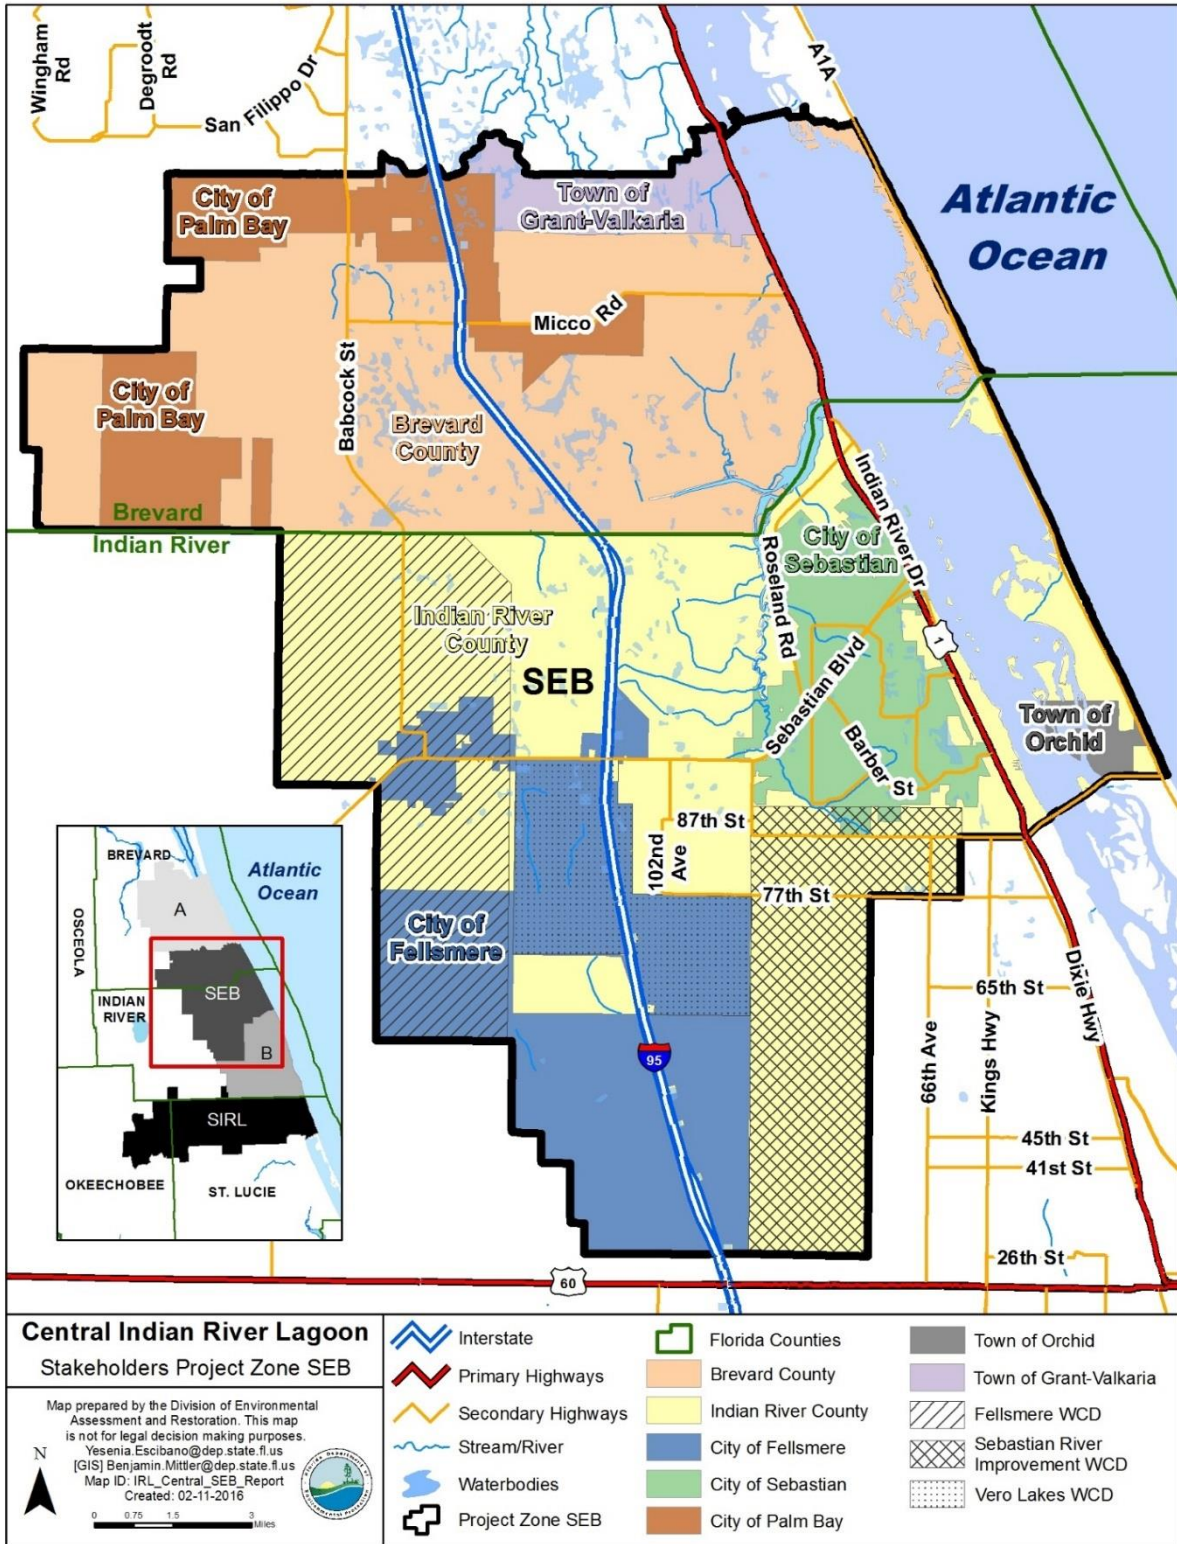 Wingham
Rd
Degroodt
Rd
San Filippo Dr
A1A
City of
Palm Bay
Town of
Grant-Valkaria
Atlantic
Ocean
Micco Rd
Babcock St
City of
Palm Bay
Brevard
County
Brevard
Indian River
Indian River Dr
City of
Sebastian
Roseland Rd
Indian River
County
SEB
1
Sebastian Blvd
Town of
Orchid
Barber St
87th St
102nd
Ave
77th St
City of
Fellsmere
Dixie Hwy
65th St
66th Ave
Kings Hwy
95
45th St
41st St
26th St
60
BREVARD
Atlantic
Ocean
OSCEOLA
A
SEB
INDIAN
RIVER
B
SIRL
OKEECHOBEE
ST. LUCIE
Central Indian River Lagoon
Stakeholders Project Zone SEB
Map prepared by the Division of Environmental
Assessment and Restoration. This map
is not for legal decision making purposes.
Yesenia.Escibano@dep.state.fl.us
[GIS] Benjamin.Mittler@dep.state.fl.us
Map ID: IRL_Central_SEB_Report
Created: 02-11-2016
N
0 0.75 1.5 3
Miles
Interstate
Primary Highways
Secondary Highways
Stream/River
Waterbodies
Project Zone SEB
Florida Counties
Brevard County
Indian River County
City of Fellsmere
City of Sebastian
City of Palm Bay
Town of Orchid
Town of Grant-Valkaria
Fellsmere WCD
Sebastian River
Improvement WCD
Vero Lakes WCD